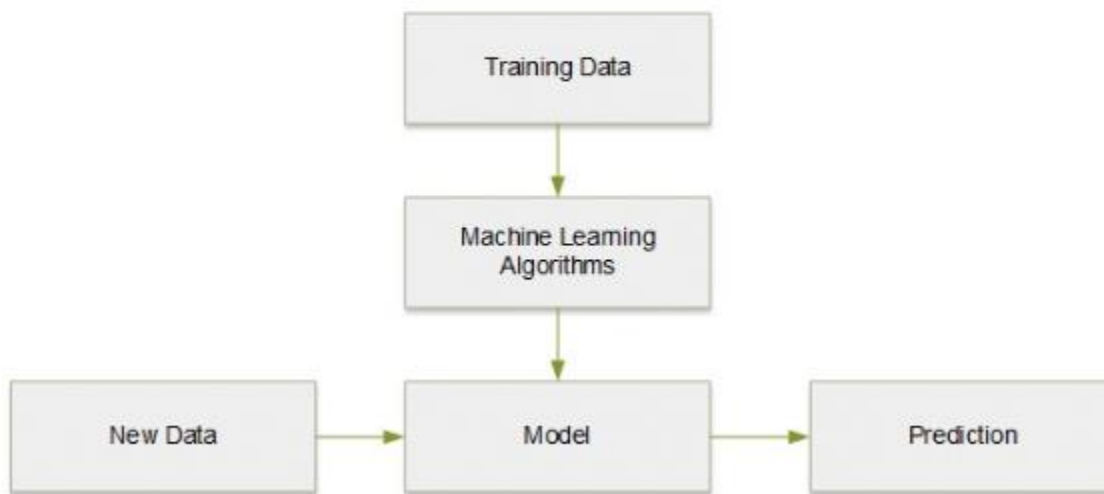 Training Data
Machine Learning
Algorithms
New Data
Model
Prediction